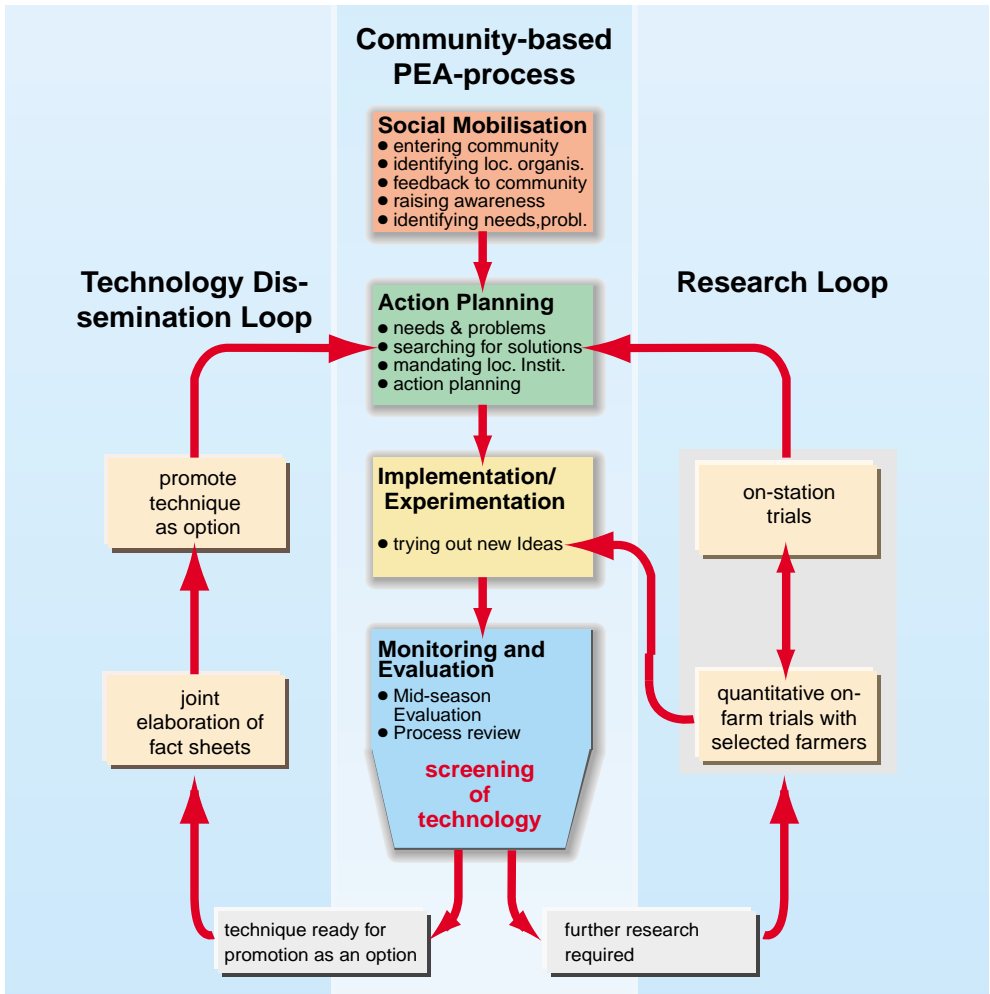 Community-based
PEA-process
Social Mobilisation
● entering community
● identifying loc. organis.
● feedback to community
● raising awareness
● identifying needs,probl.
Technology Dis-
semination Loop
Research Loop
Action Planning
● needs & problems
● searching for solutions
● mandating loc. Instit.
● action planning
promote
technique
as option
Implementation/
Experimentation
● trying out new Ideas
on-station
trials
joint
elaboration of
fact sheets
Monitoring and
Evaluation
● Mid-season
Evaluation
● Process review
screening
of
technology
quantitative on-
farm trials with
selected farmers
technique ready for
promotion as an option
further research
required